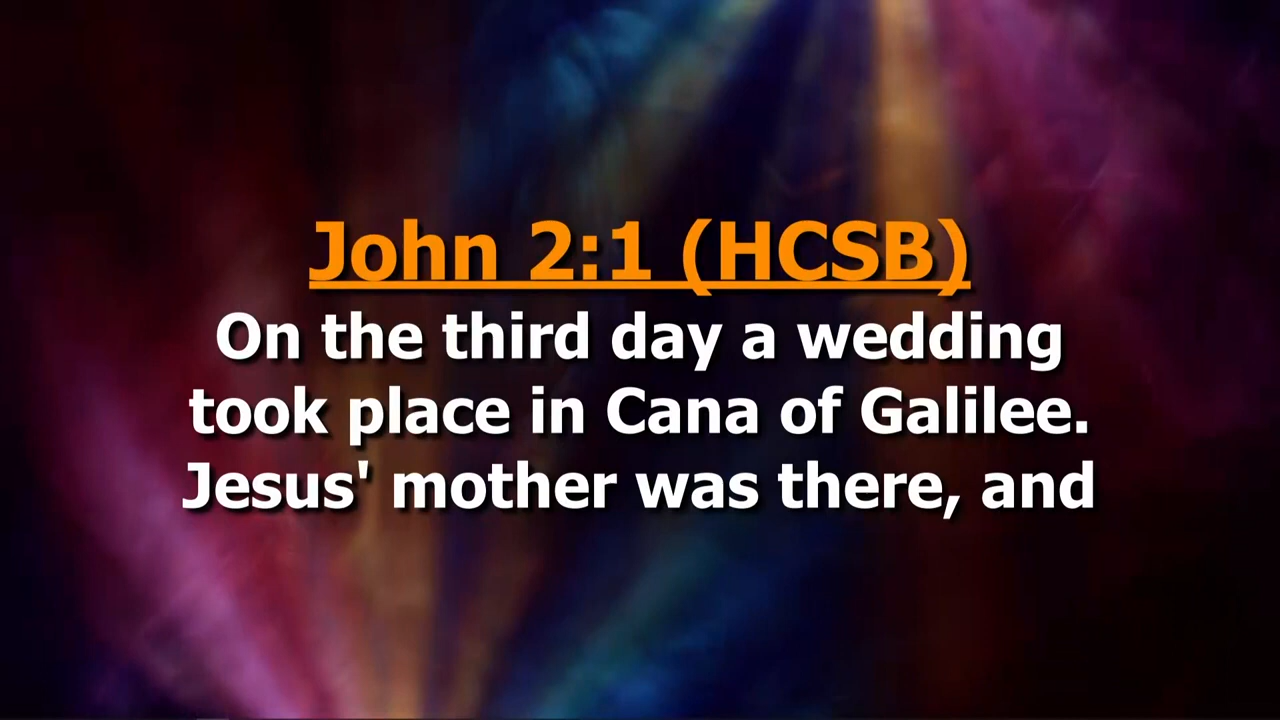 John 2:1 (HCSB)
On the third day a wedding
took place in Cana of Galilee.
Jesus' mother was there, and